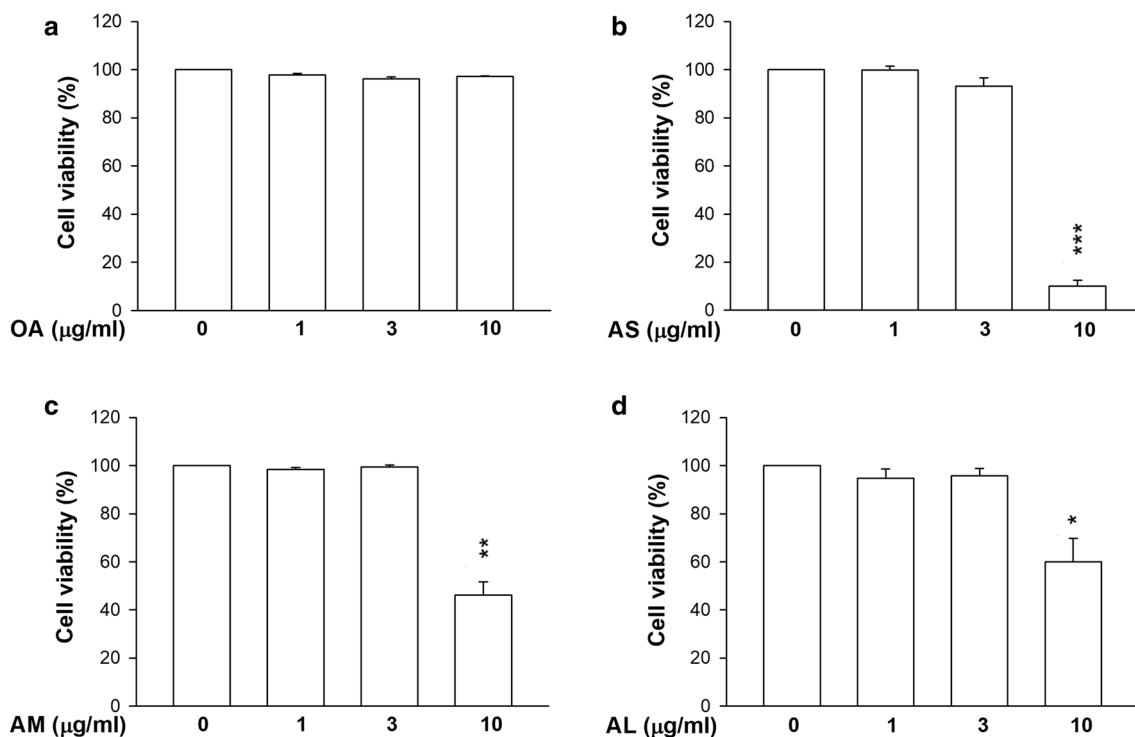 a
120
100
80
60
40
20
0
Cell viability (%)
OA (μg/ml) 0 1 3 10
b
120
100
80
60
40
20
0
Cell viability (%)
***
AS (μg/ml) 0 1 3 10
c
120
100
80
60
40
20
0
Cell viability (%)
**
AM (μg/ml) 0 1 3 10
d
120
100
80
60
40
20
0
Cell viability (%)
*
AL (μg/ml) 0 1 3 10